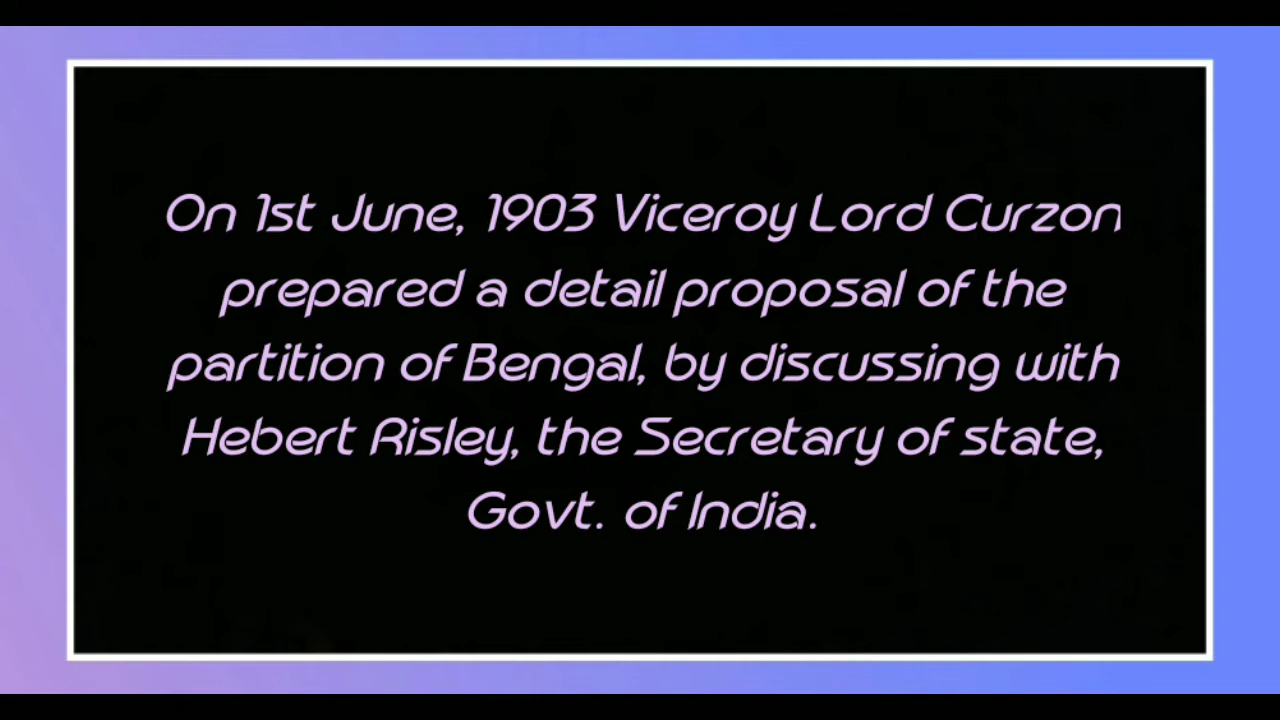 On 1st June, 1903 Viceroy Lord Curzon
prepared a detail proposal of the
partition of Bengal, by discussing with
Hebert Risley, the Secretary of state,
Govt. of India.